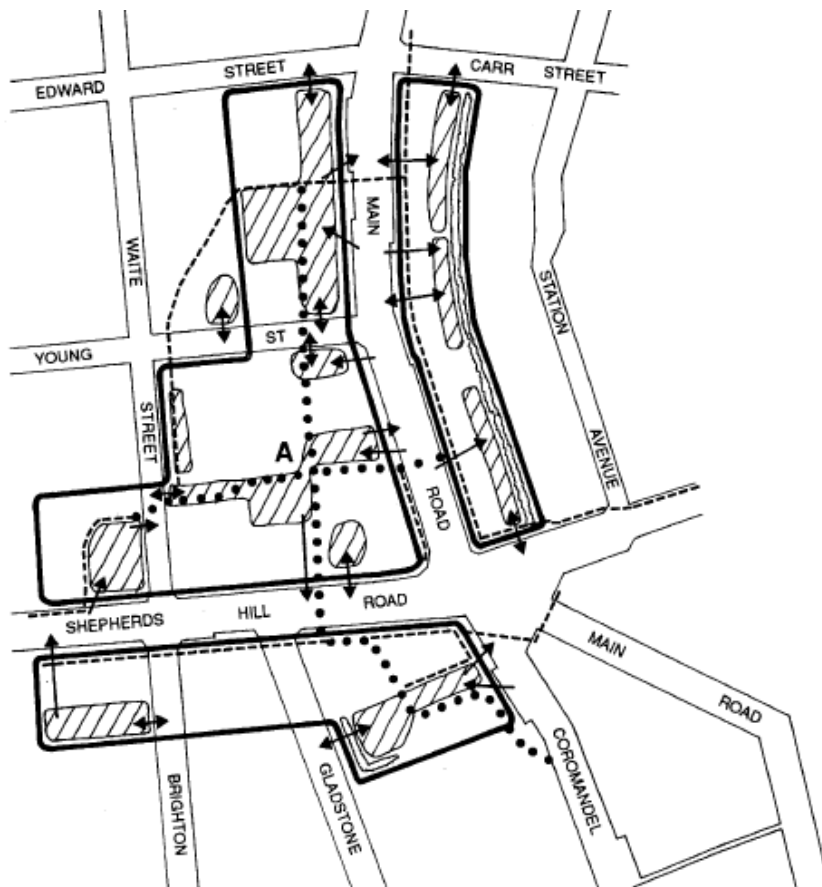 EDWARD STREET
CARR STREET
MAIN
WAITE
STATION
YOUNG ST
STREET
A
AVENUE
ROAD
SHEPHERDS HILL ROAD
MAIN
ROAD
COROMANDEL
BRIGHTON
GLADSTONE